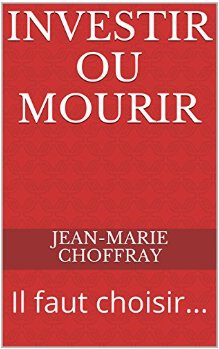 INVESTIR
OU
MOURIR
JEAN-MARIE
CHOFFRAY
Il faut choisir...